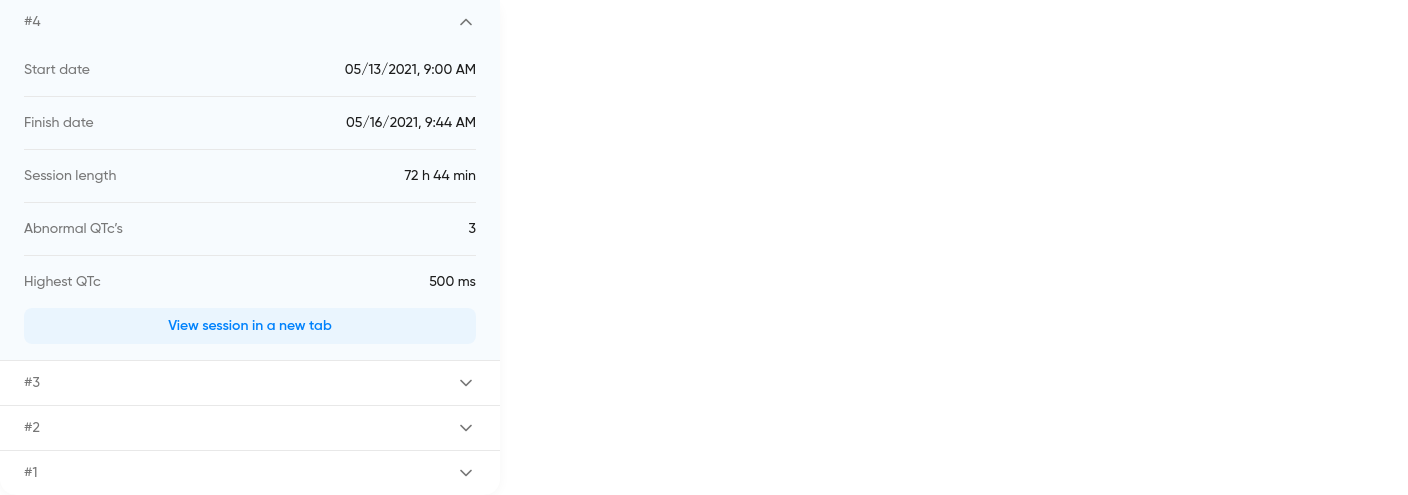 #4
Start date 05/13/2021, 9:00 AM
Finish date 05/16/2021, 9:44 AM
Session length 72 h 44 min
Abnormal QTc’s 3
Highest QTc 500 ms
View session in a new tab
#3
#2
#1